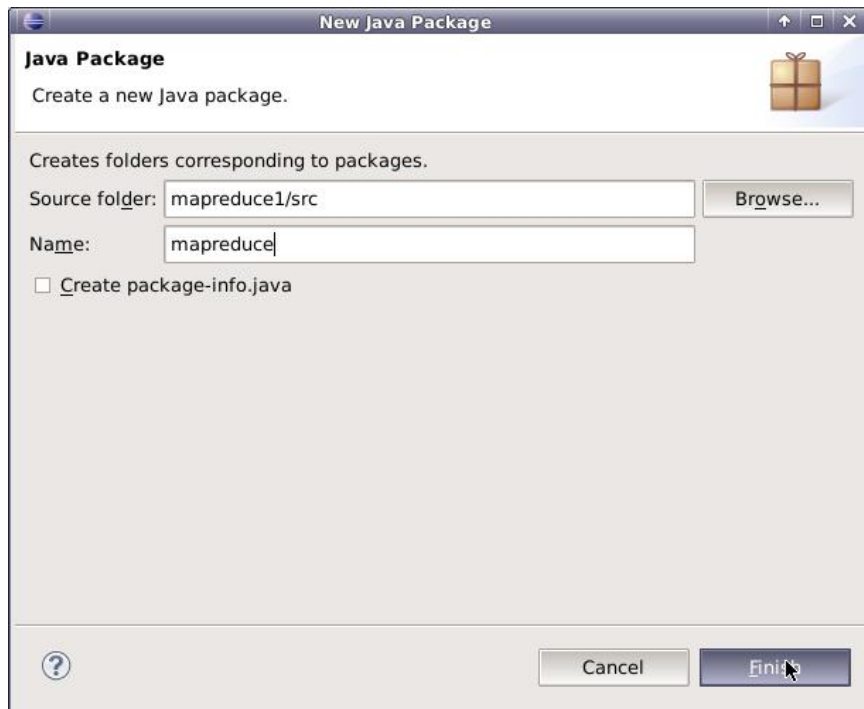 New Java Package
Java Package
Create a new Java package.
Creates folders corresponding to packages.
Source folder: mapreduce1/src Browse...
Name: mapreduce
Create package-info.java
? Cancel Finish